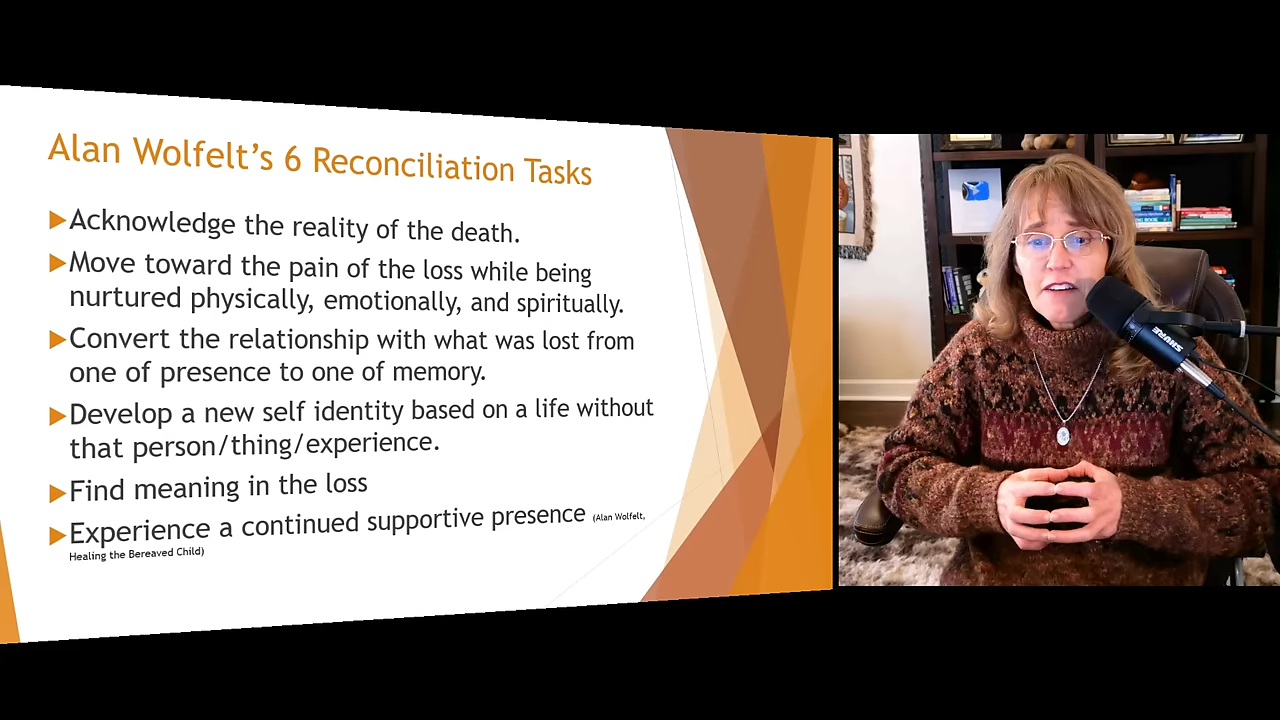 Alan Wolfelt’s 6 Reconciliation Tasks
Acknowledge the reality of the death.
Move toward the pain of the loss while being
nurtured physically, emotionally, and spiritually.
Convert the relationship with what was lost from
one of presence to one of memory.
Develop a new self identity based on a life without
that person/thing/experience.
Find meaning in the loss
Experience a continued supportive presence (Alan Wolfelt,
Healing the Bereaved Child)
SHURE